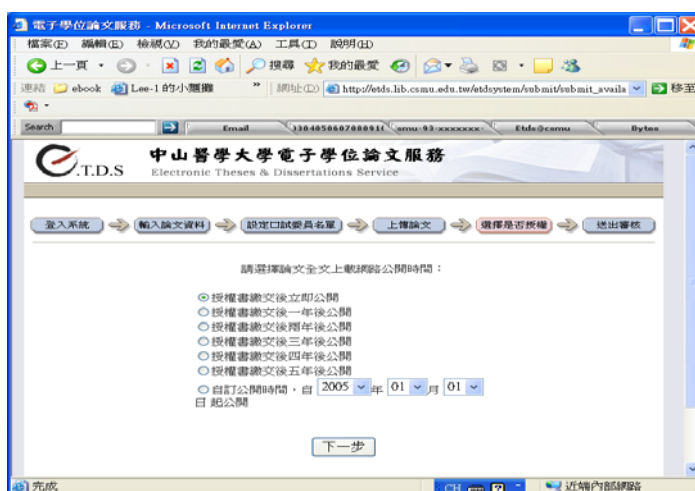 電子學位論文服務 - Microsoft Internet Explorer
檔案(F) 編輯(E) 檢視(V) 我的最愛(A) 工具(T) 說明(H)
上一頁 搜尋 我的最愛
連結 ebook Lee-1 的小麵攤 » 網址(D) http://etds.lib.csmu.edu.tw/etdsystem/submit/submit_availa 移至
Search Email Etds@csmu Bytes
E.T.D.S 中山醫學大學電子學位論文服務
Electronic Theses & Dissertations Service
登入系統 輸入論文資料 設定口試委員名單 上傳論文 選擇是否授權 送出審核
請選擇論文全文上載網路公開時間：
授權書繳交後立即公開
授權書繳交後一年後公開
授權書繳交後兩年後公開
授權書繳交後三年後公開
授權書繳交後四年後公開
授權書繳交後五年後公開
自訂公開時間，自 2005 年 01 月 01
日 起公開
下一步
完成 CH 近端內部網路